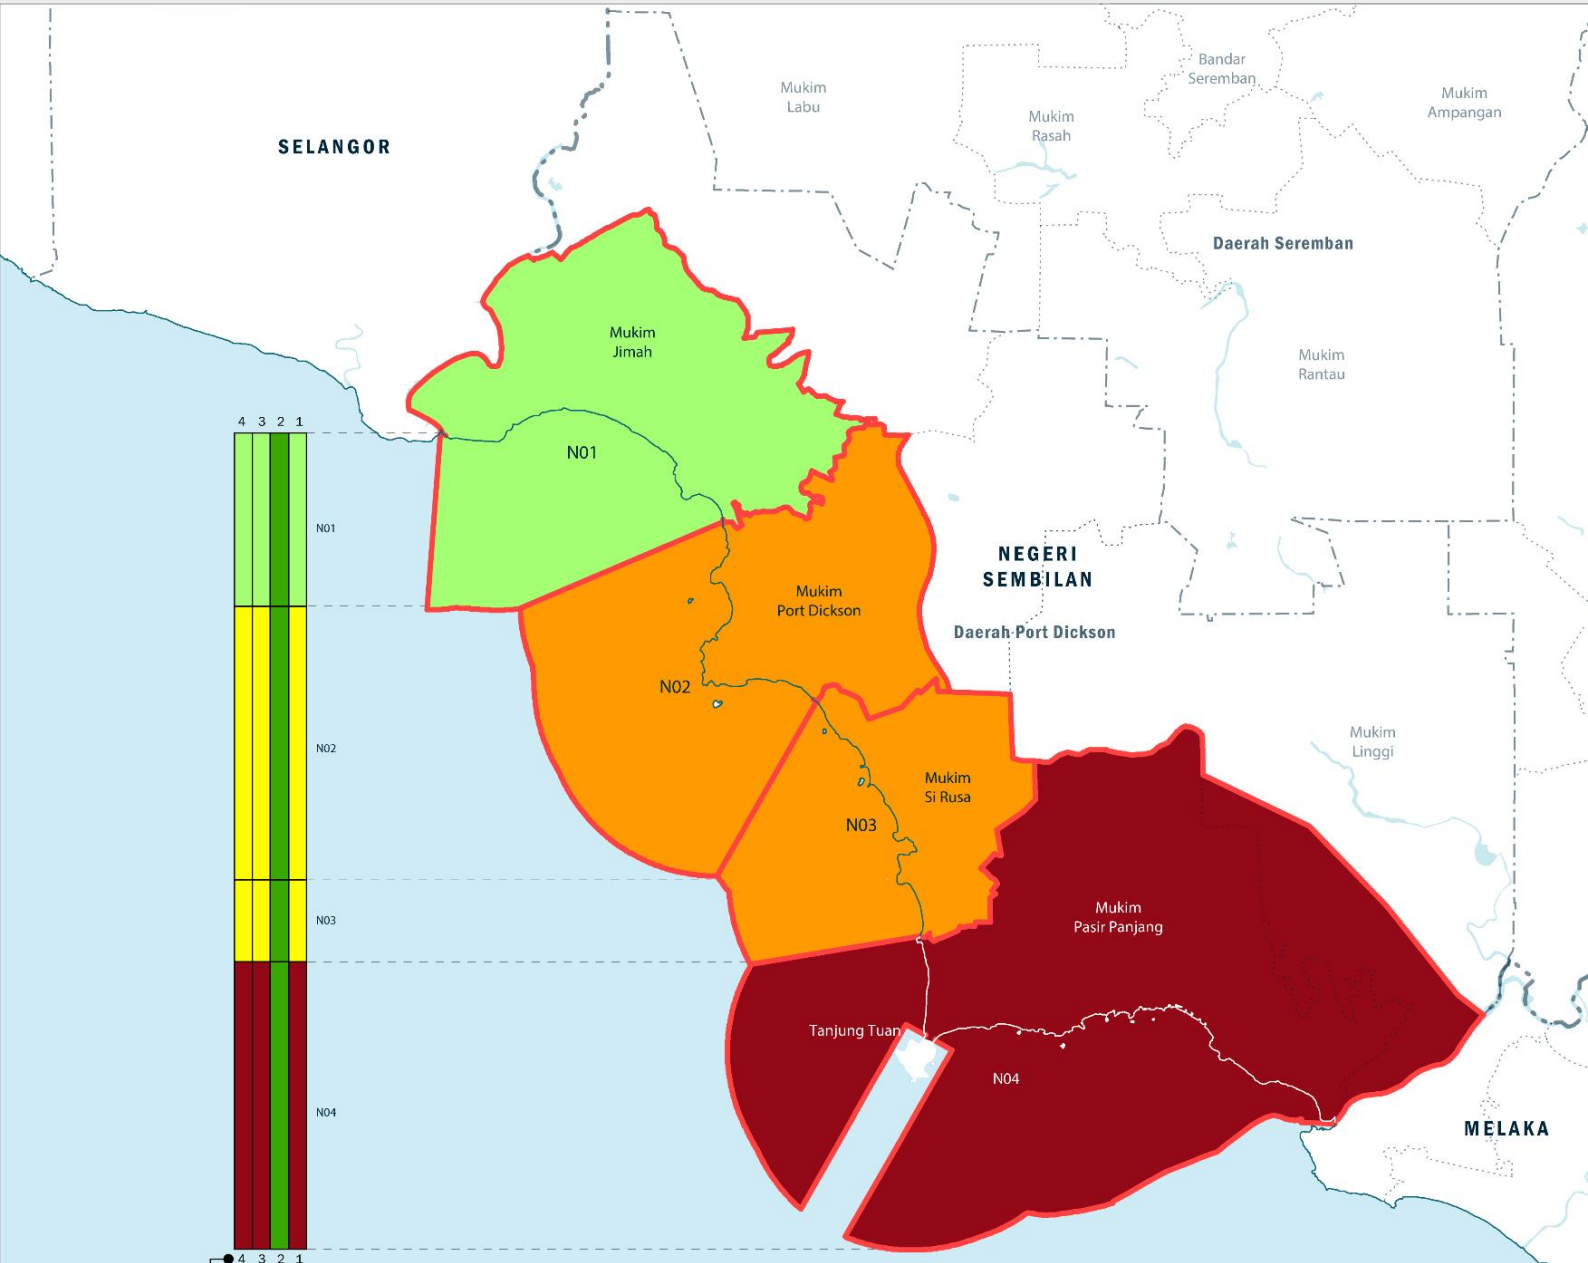 Bandar
Seremban
Mukim
Labu
Mukim
Ampangan
Mukim
Rasah
SELANGOR
Daerah Seremban
Mukim
Jimah
Mukim
Rantau
4 3 2 1
N01
N01
NEGERI
SEMBILAN
Mukim
Port Dickson
Daerah Port Dickson
N02
N02
Mukim
Linggi
Mukim
Si Rusa
N03
N03
Mukim
Pasir Panjang
Tanjung Tuan
N04
N04
MELAKA
4 3 2 1